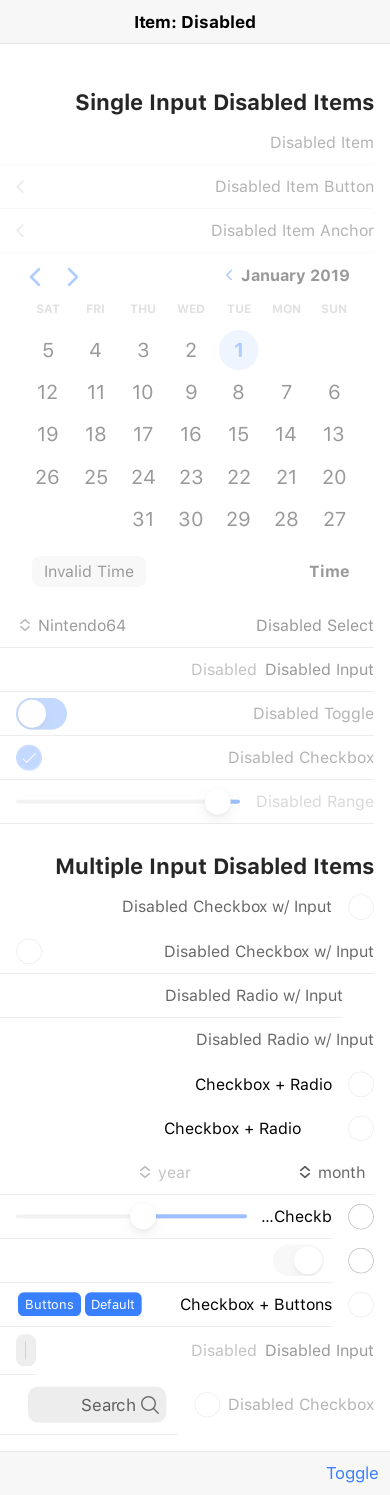 Item: Disabled
Single Input Disabled Items
Disabled Item
Disabled Item Button
Disabled Item Anchor
January 2019
SAT FRI THU WED TUE MON SUN
5 4 3 2 1
12 11 10 9 8 7 6
19 18 17 16 15 14 13
26 25 24 23 22 21 20
31 30 29 28 27
Invalid Time Time
Nintendo64 Disabled Select
Disabled Disabled Input
Disabled Toggle
Disabled Checkbox
Disabled Range
Multiple Input Disabled Items
Disabled Checkbox w/ Input
Disabled Checkbox w/ Input
Disabled Radio w/ Input
Disabled Radio w/ Input
Checkbox + Radio
Checkbox + Radio
year month
...Checkb
Buttons Default Checkbox + Buttons
Disabled Disabled Input
Search Disabled Checkbox
Toggle